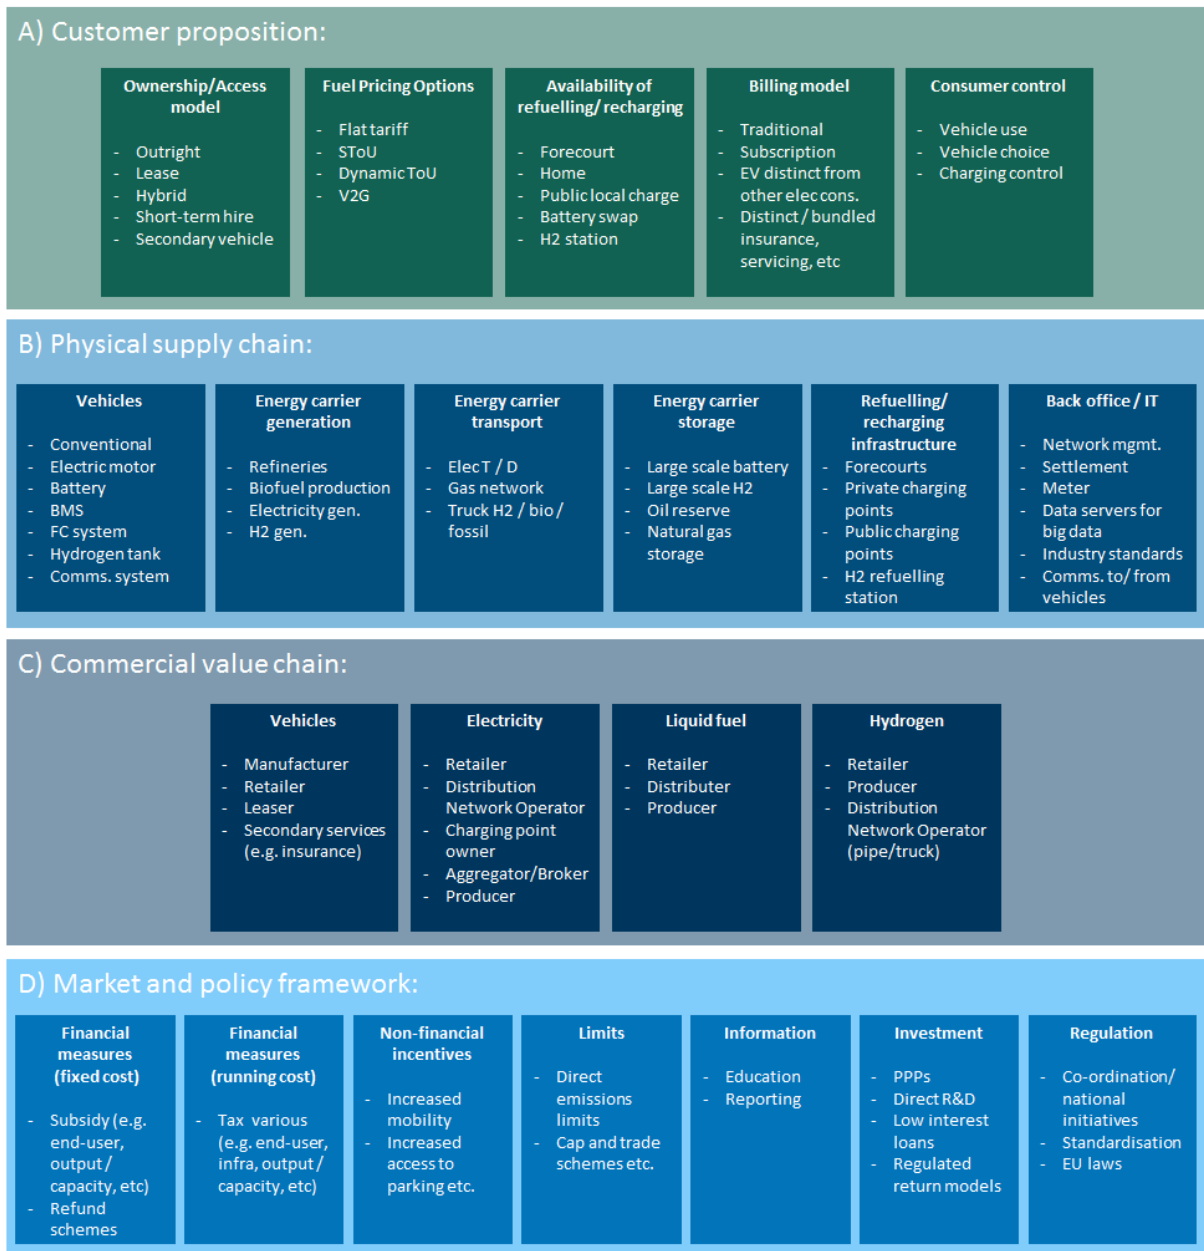 A) Customer proposition:
Ownership/Access
model
- Outright
- Lease
- Hybrid
- Short-term hire
- Secondary vehicle
Fuel Pricing Options
- Flat tariff
- SToU
- Dynamic ToU
- V2G
Availability of
refuelling/ recharging
- Forecourt
- Home
- Public local charge
- Battery swap
- H2 station
Billing model
- Traditional
- Subscription
- EV distinct from
other elec cons.
- Distinct / bundled
insurance,
servicing, etc
Consumer control
- Vehicle use
- Vehicle choice
- Charging control
B) Physical supply chain:
Vehicles
- Conventional
- Electric motor
- Battery
- BMS
- FC system
- Hydrogen tank
- Comms. system
Energy carrier
generation
- Refineries
- Biofuel production
- Electricity gen.
- H2 gen.
Energy carrier
transport
- Elec T / D
- Gas network
- Truck H2 / bio /
fossil
Energy carrier
storage
- Large scale battery
- Large scale H2
- Oil reserve
- Natural gas
storage
Refuelling/
recharging
infrastructure
- Forecourts
- Private charging
points
- Public charging
points
- H2 refuelling
station
Back office / IT
- Network mgmt.
- Settlement
- Meter
- Data servers for
big data
- Industry standards
- Comms. to/ from
vehicles
C) Commercial value chain:
Vehicles
- Manufacturer
- Retailer
- Leaser
- Secondary services
(e.g. insurance)
Electricity
- Retailer
- Distribution
Network Operator
- Charging point
owner
- Aggregator/Broker
- Producer
Liquid fuel
- Retailer
- Distributer
- Producer
Hydrogen
- Retailer
- Producer
- Distribution
Network Operator
(pipe/truck)
D) Market and policy framework:
Financial
measures
(fixed cost)
- Subsidy (e.g.
end-user,
output /
capacity, etc)
- Refund
schemes
Financial
measures
(running cost)
- Tax various
(e.g. end-user,
infra, output /
capacity, etc)
Non-financial
incentives
- Increased
mobility
- Increased
access to
parking etc.
Limits
- Direct
emissions
limits
- Cap and trade
schemes etc.
Information
- Education
- Reporting
Investment
- PPPs
- Direct R&D
- Low interest
loans
- Regulated
return models
Regulation
- Co-ordination/
national
initiatives
- Standardisation
- EU laws